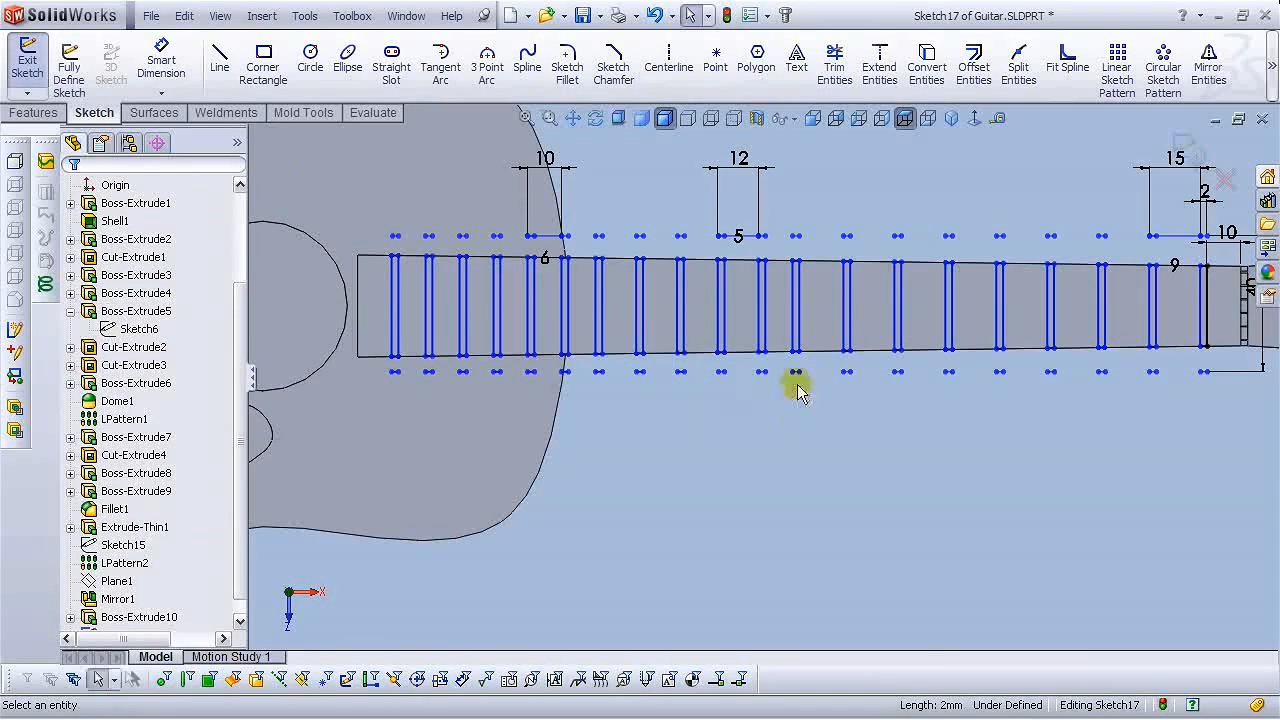 SolidWorks File Edit View Insert Tools Toolbox Window Help Sketch17 of Guitar.SLDPRT *
Exit Sketch Fully Define Sketch 3D Sketch Smart Dimension Line Corner Rectangle Circle Ellipse Straight Slot Tangent Arc 3 Point Arc Spline Sketch Fillet Sketch Chamfer Centerline Point Polygon Text Trim Entities Extend Entities Convert Entities Offset Entities Split Entities Fit Spline Linear Sketch Pattern Circular Sketch Pattern Mirror Entities
Features Sketch Surfaces Weldments Mold Tools Evaluate
Origin
Boss-Extrude1
Shell1
Boss-Extrude2
Cut-Extrude1
Boss-Extrude3
Boss-Extrude4
Boss-Extrude5
Sketch6
Cut-Extrude2
Cut-Extrude3
Boss-Extrude6
Dome1
LPattern1
Boss-Extrude7
Cut-Extrude4
Boss-Extrude8
Boss-Extrude9
Fillet1
Extrude-Thin1
Sketch15
LPattern2
Plane1
Mirror1
Boss-Extrude10
10 12 15
2
5 10
6 9
X
Z
Model Motion Study 1
Select an entity Length: 2mm Under Defined Editing Sketch17